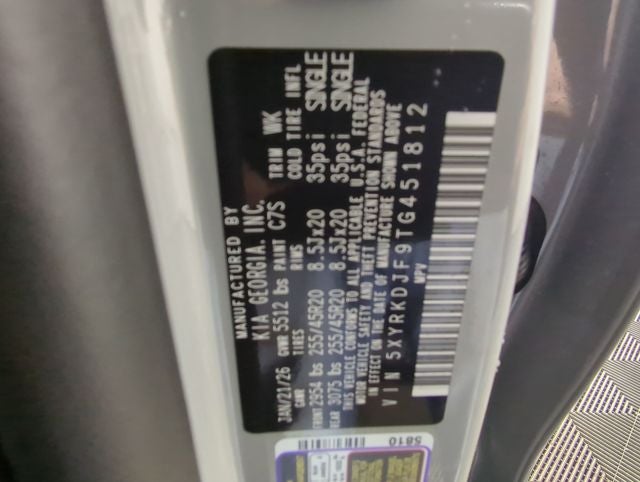 MANUFACTURED BY
KIA GEORGIA. INC.
JAN/21/26 GVWR 5512 lbs PAINT C7S TRIM WK
GAWR TIRES RIMS COLD TIRE INFL
FRONT 2954 lbs 255/45R20 8.5Jx20 35psi SINGLE
REAR 3075 bs 255/45R20 8.5Jx20 35psi SINGLE
THIS VEHICLE CONFORMS TO ALL APPLICABLE U.S.A. FEDERAL
MOTOR VEHICLE SAFETY AND THEFT PREVENTION STANDARDS
IN EFFECT ON THE DATE OF MANUFACTURE SHOWN ABOVE
VIN 5XYRKDJF9TG451812
MPV
5810